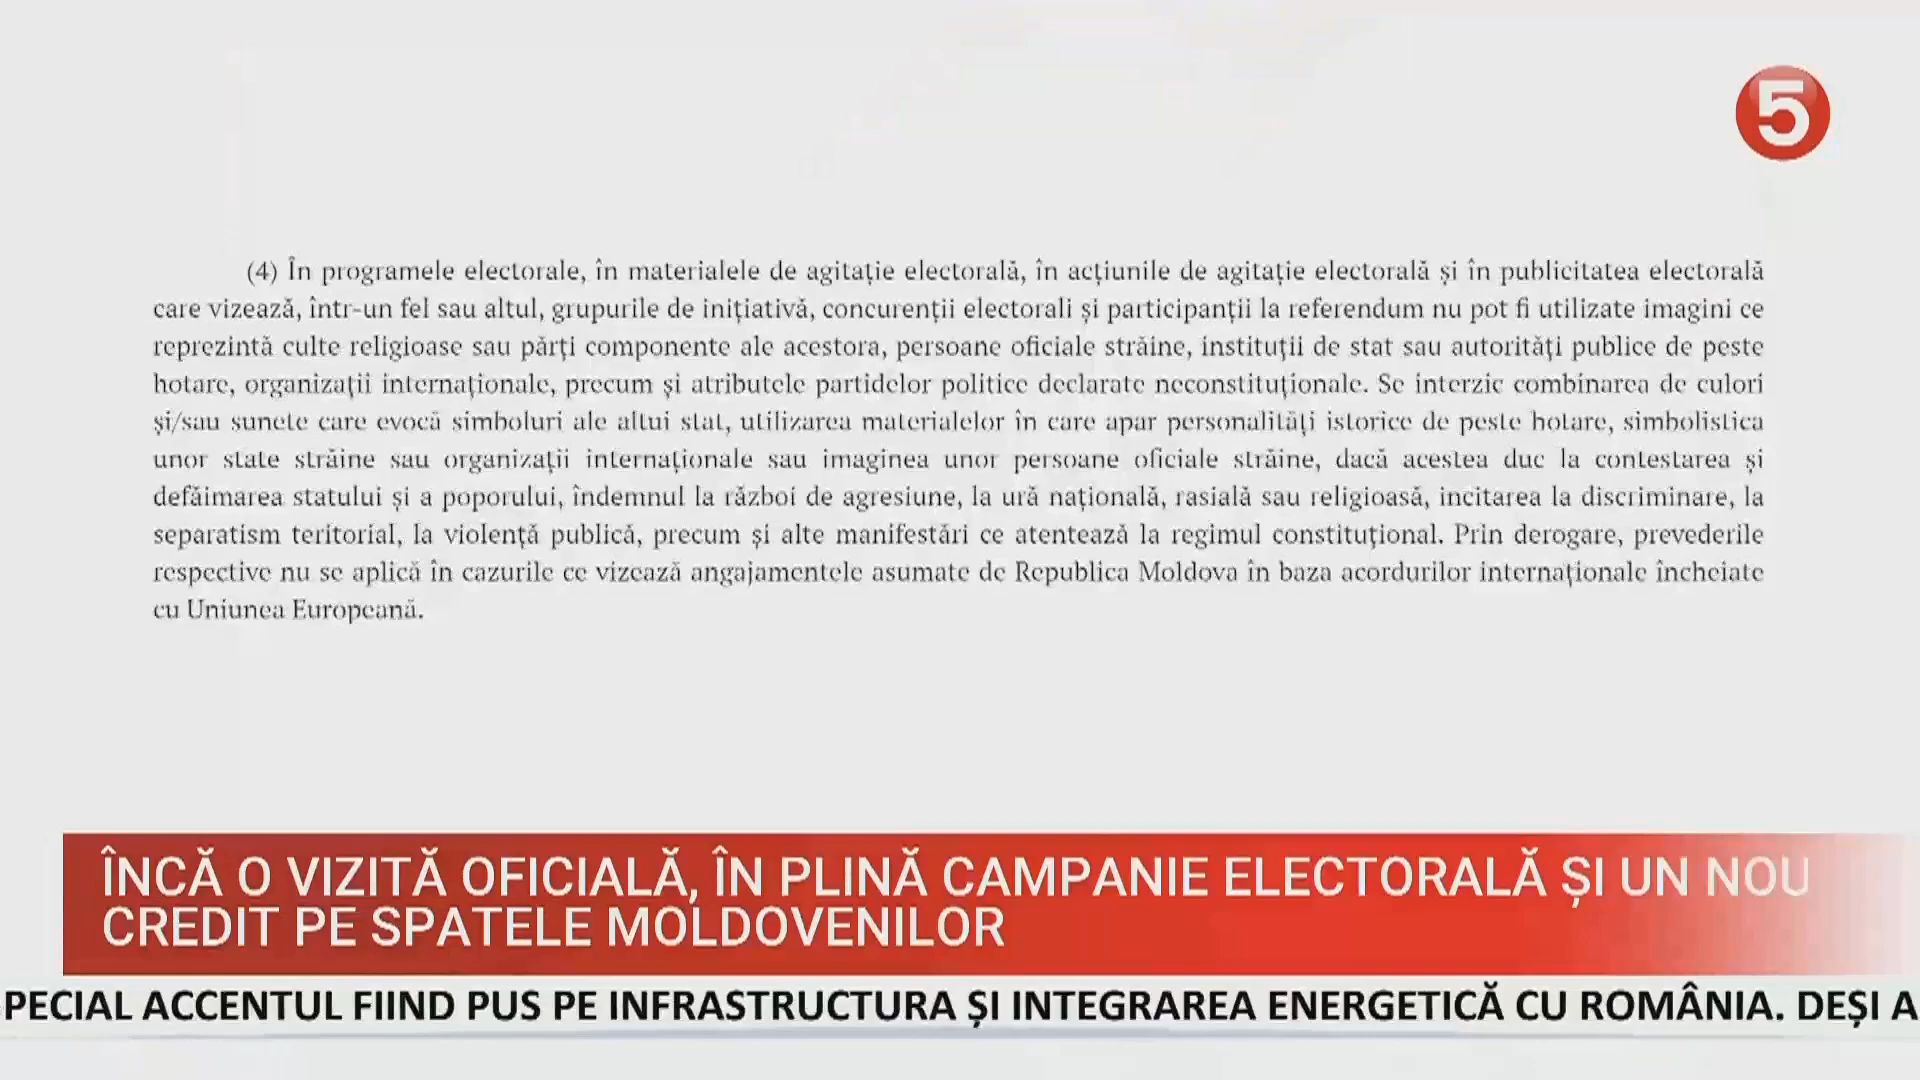 5
(4) În programele electorale, în materialele de agitație electorală, în acțiunile de agitație electorală și în publicitatea electorală
care vizează, într-un fel sau altul, grupurile de inițiativă, concurenții electorali și participanții la referendum nu pot fi utilizate imagini ce
reprezintă culte religioase sau părți componente ale acestora, persoane oficiale străine, instituții de stat sau autorități publice de peste
hotare, organizații internaționale, precum și atributele partidelor politice declarate neconstituționale. Se interzic combinarea de culori
și/sau sunete care evocă simboluri ale altui stat, utilizarea materialelor în care apar personalități istorice de peste hotare, simbolistica
unor state străine sau organizații internaționale sau imaginea unor persoane oficiale străine, dacă acestea duc la contestarea și
defăimarea statului și a poporului, îndemnul la război de agresiune, la ură națională, rasială sau religioasă, incitarea la discriminare, la
separatism teritorial, la violență publică, precum și alte manifestări ce atentează la regimul constituțional. Prin derogare, prevederile
respective nu se aplică în cazurile ce vizează angajamentele asumate de Republica Moldova în baza acordurilor internaționale încheiate
cu Uniunea Europeană.
ÎNCĂ O VIZITĂ OFICIALĂ, ÎN PLINĂ CAMPANIE ELECTORALĂ ȘI UN NOU
CREDIT PE SPATELE MOLDOVENILOR
PECIAL ACCENTUL FIIND PUS PE INFRASTRUCTURA ȘI INTEGRAREA ENERGETICĂ CU ROMÂNIA. DEȘI A